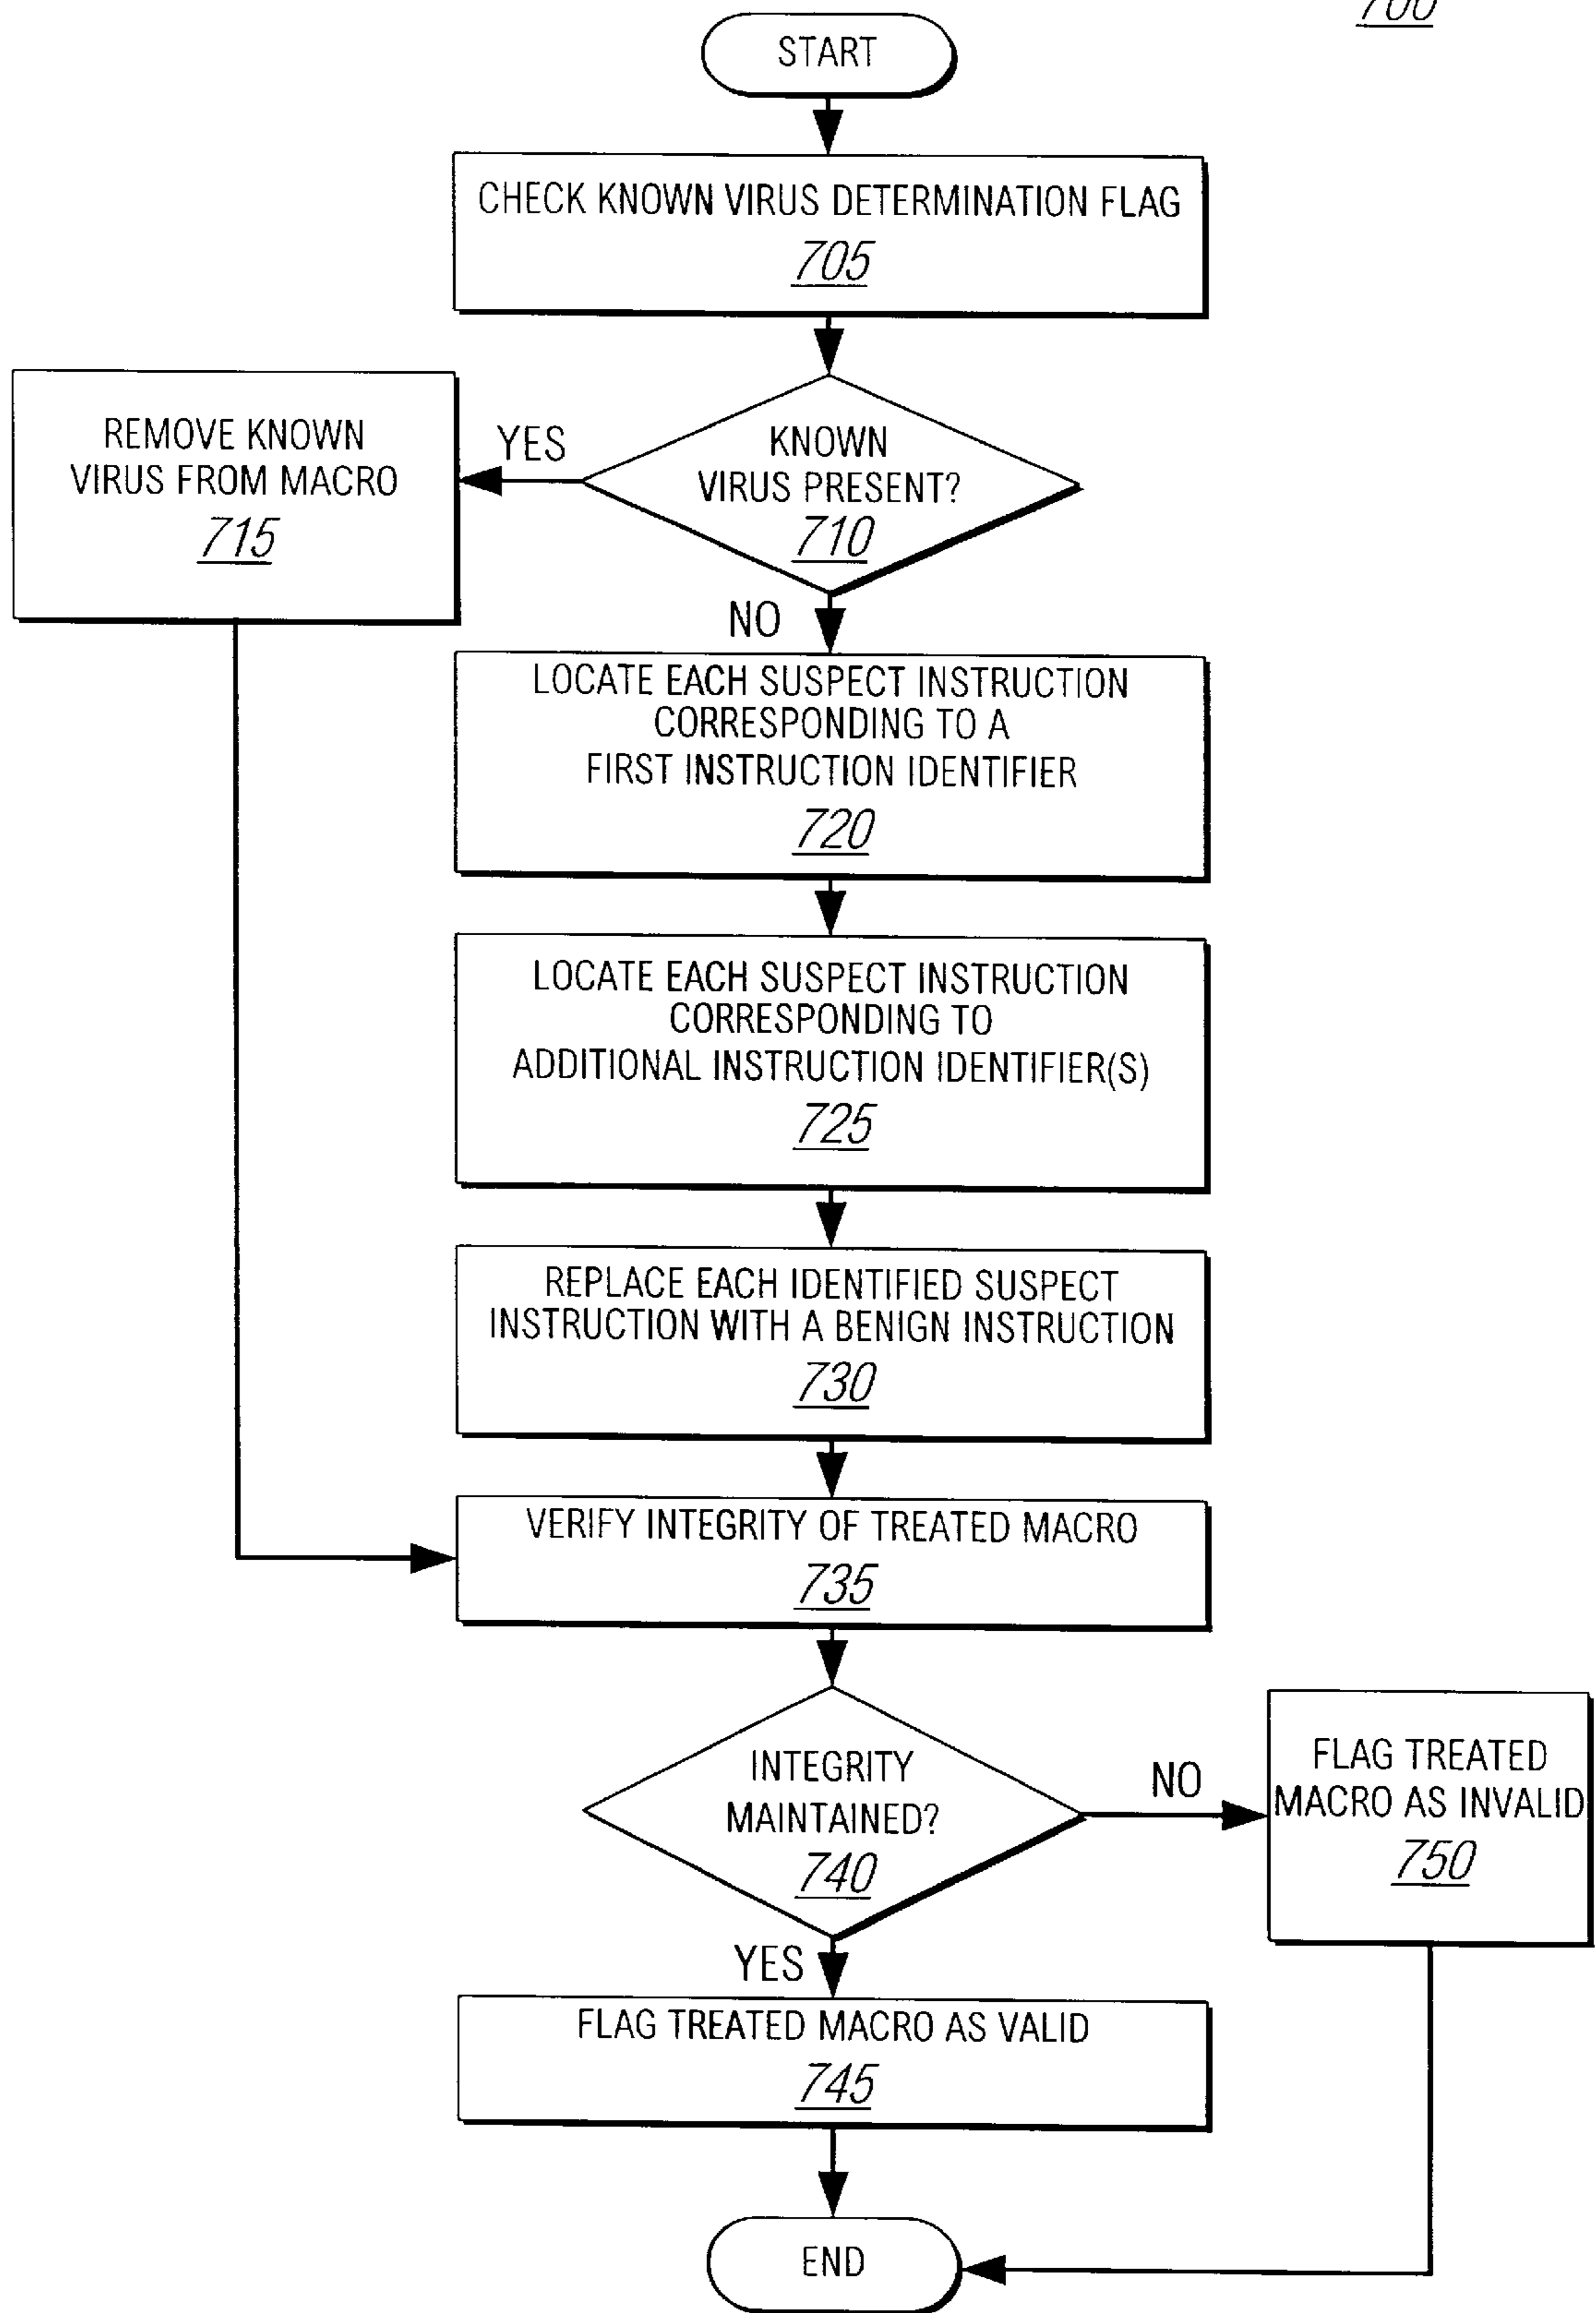 700
START
CHECK KNOWN VIRUS DETERMINATION FLAG
705
REMOVE KNOWN
VIRUS FROM MACRO
715
YES
KNOWN
VIRUS PRESENT?
710
NO
LOCATE EACH SUSPECT INSTRUCTION
CORRESPONDING TO A
FIRST INSTRUCTION IDENTIFIER
720
LOCATE EACH SUSPECT INSTRUCTION
CORRESPONDING TO
ADDITIONAL INSTRUCTION IDENTIFIER(S)
725
REPLACE EACH IDENTIFIED SUSPECT
INSTRUCTION WITH A BENIGN INSTRUCTION
730
VERIFY INTEGRITY OF TREATED MACRO
735
INTEGRITY
MAINTAINED?
740
NO
FLAG TREATED
MACRO AS INVALID
750
YES
FLAG TREATED MACRO AS VALID
745
END